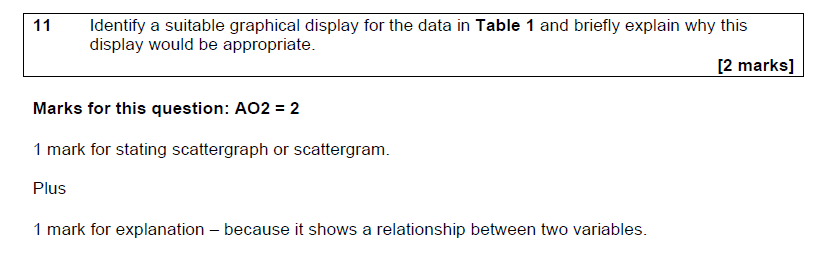 11 Identify a suitable graphical display for the data in Table 1 and briefly explain why this
display would be appropriate.
[2 marks]
Marks for this question: AO2 = 2
1 mark for stating scattergraph or scattergram.
Plus
1 mark for explanation – because it shows a relationship between two variables.